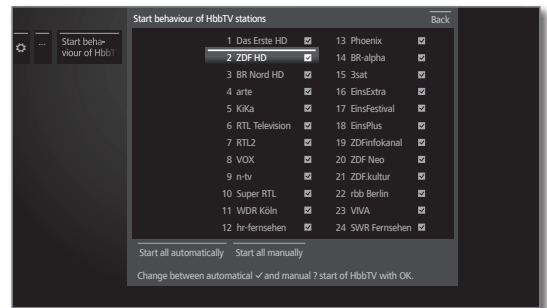 Start behaviour of HbbTV stations
Back
... Start beha-
viour of HbbT
1 Das Erste HD
2 ZDF HD
3 BR Nord HD
4 arte
5 KiKa
6 RTL Television
7 RTL2
8 VOX
9 n-tv
10 Super RTL
11 WDR Köln
12 hr-fernsehen
13 Phoenix
14 BR-alpha
15 3sat
16 EinsExtra
17 EinsFestival
18 EinsPlus
19 ZDFinfokanal
20 ZDF Neo
21 ZDF.kultur
22 rbb Berlin
23 VIVA
24 SWR Fernsehen
Start all automatically Start all manually
Change between automatical ✓ and manual ? start of HbbTV with OK.